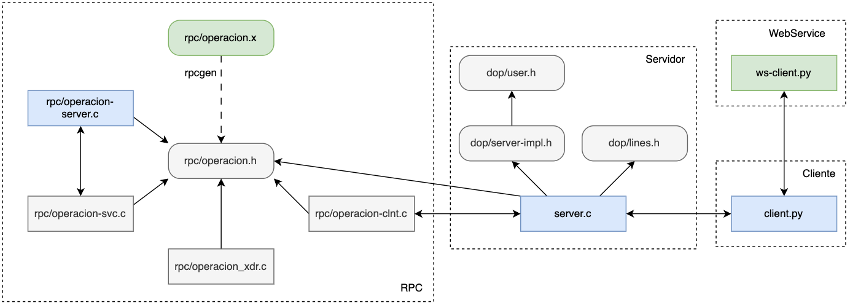 rpc/operacion.x
rpcgen
rpc/operacion-
server.c
rpc/operacion.h
rpc/operacion-svc.c
rpc/operacion-clnt.c
rpc/operacion_xdr.c
RPC
Servidor
dop/user.h
dop/server-impl.h
dop/lines.h
server.c
WebService
ws-client.py
Cliente
client.py